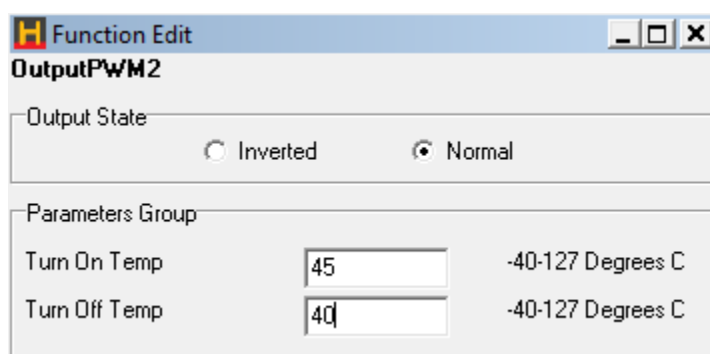 H Function Edit
OutputPWM2
Output State
Inverted Normal
Parameters Group
Turn On Temp 45 -40-127 Degrees C
Turn Off Temp 40 -40-127 Degrees C